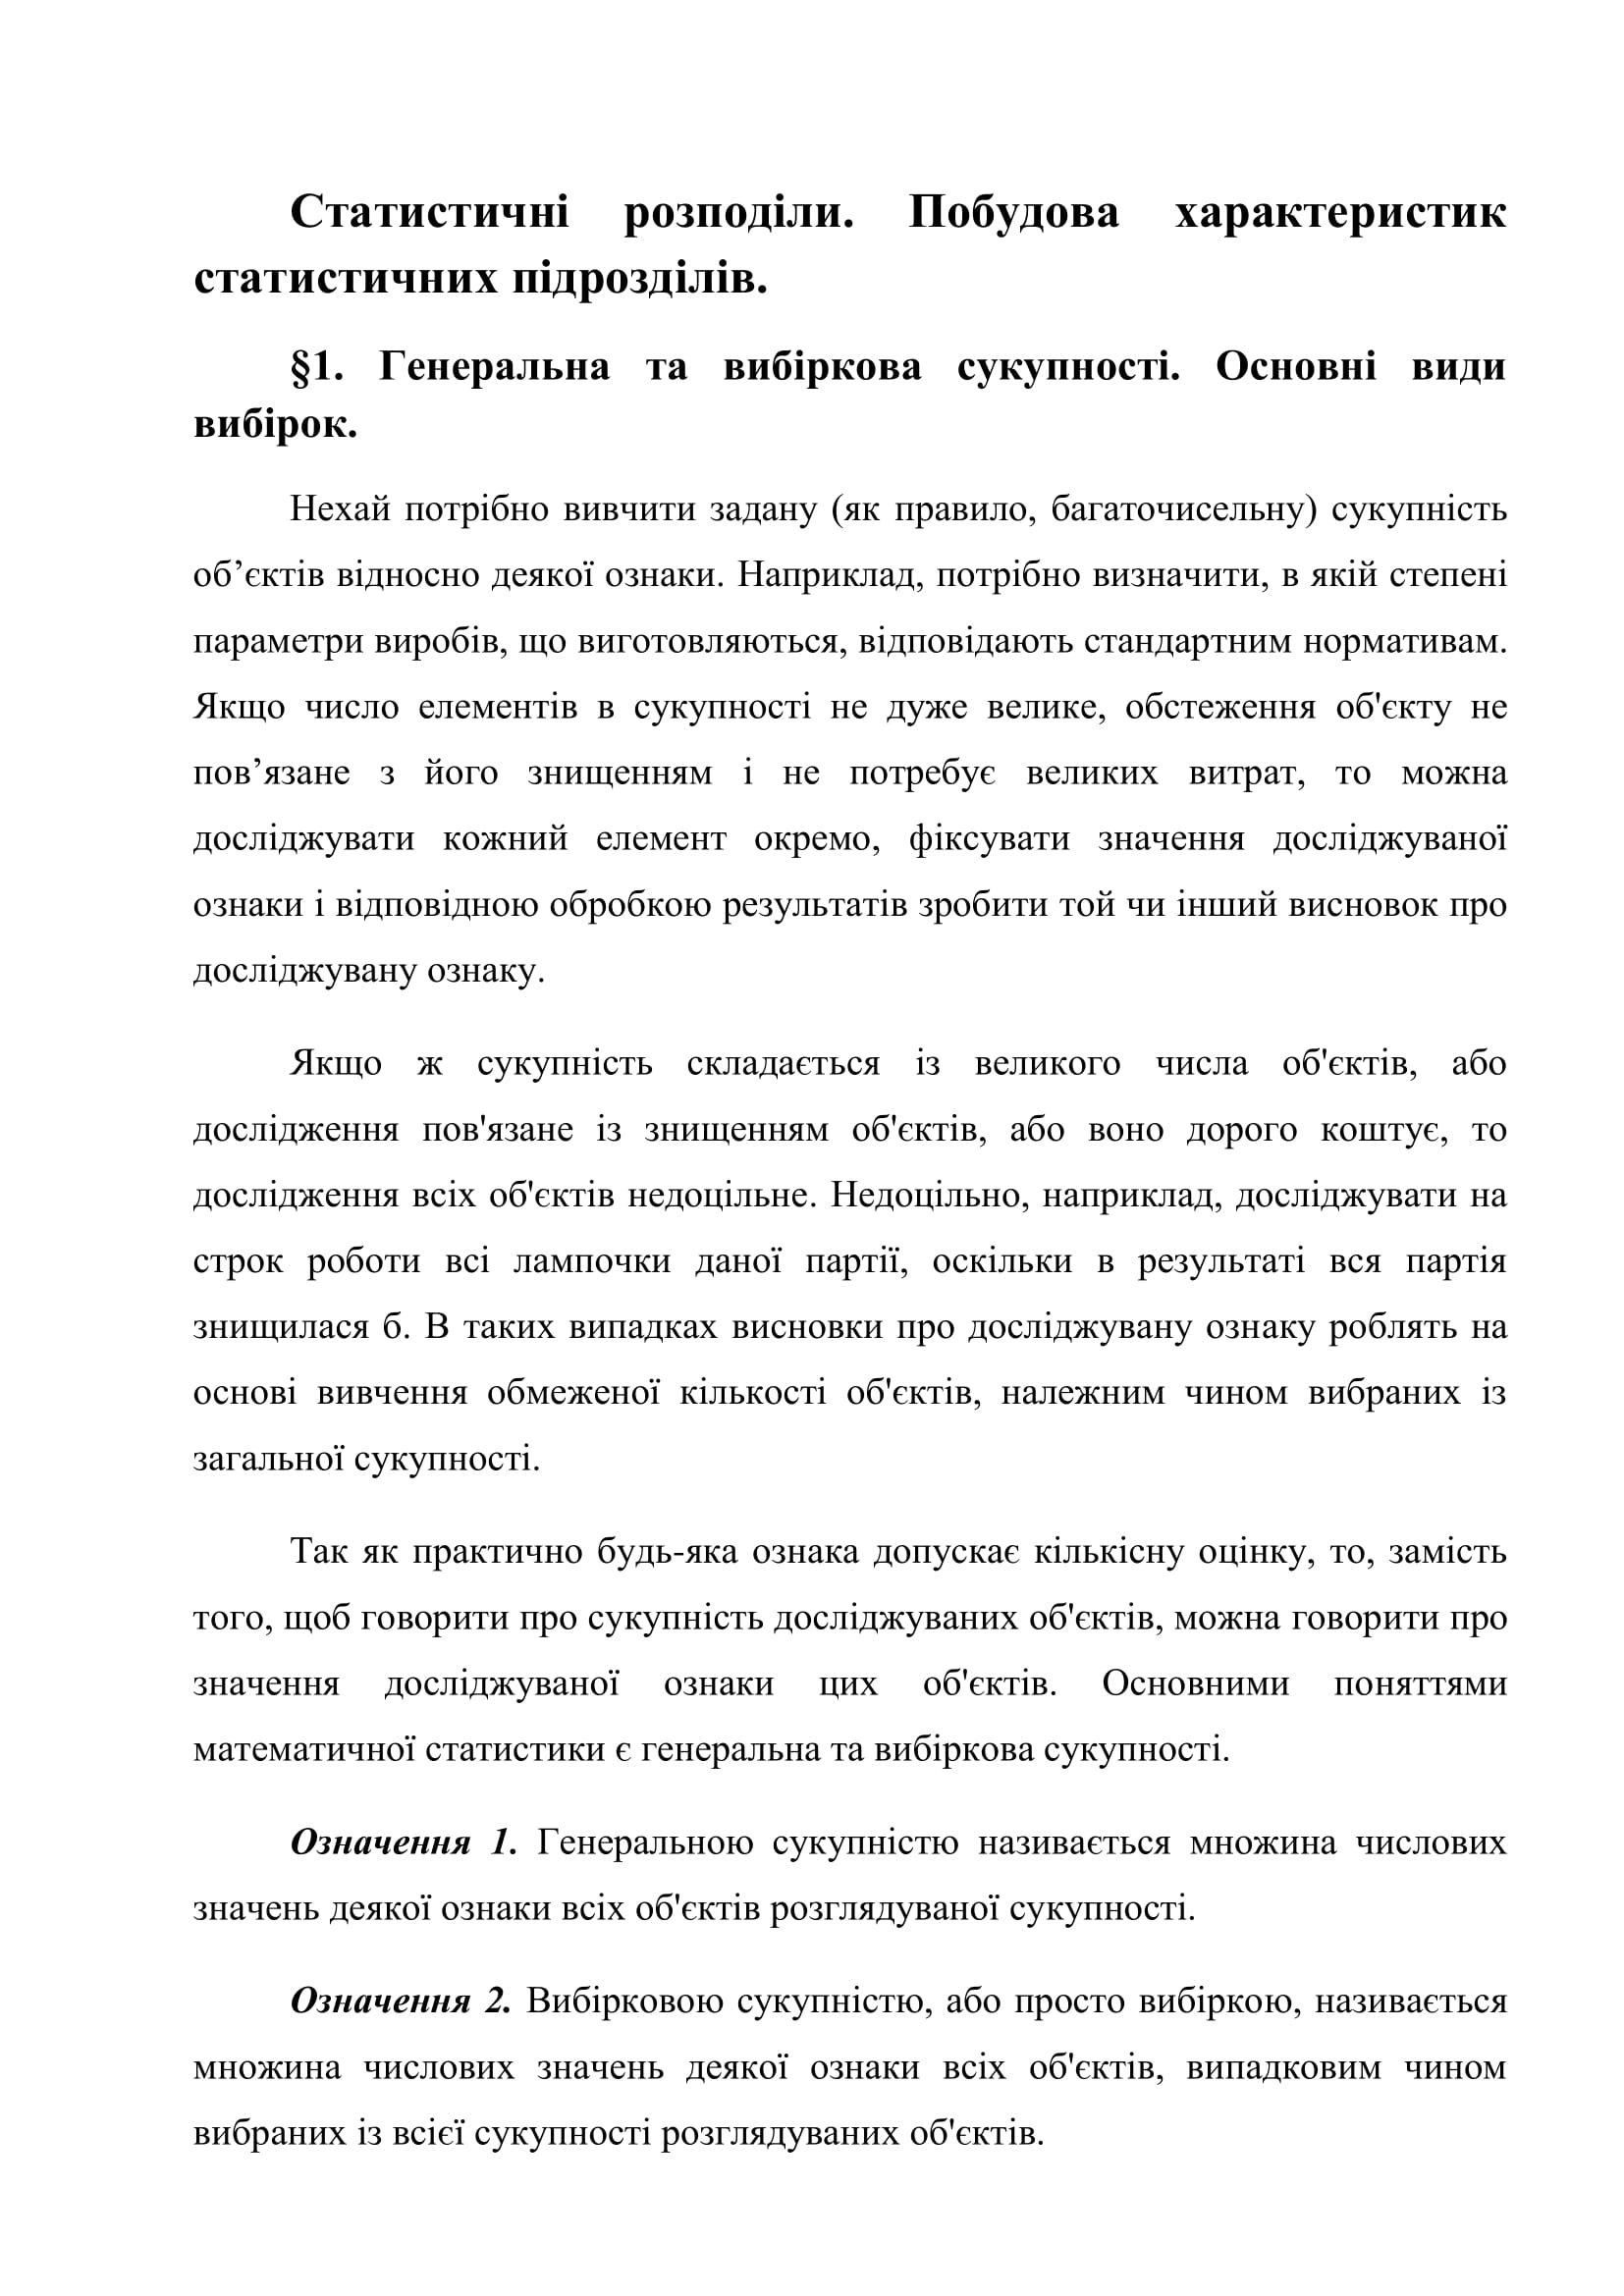 Статистичні розподіли. Побудова характеристик
статистичних підрозділів.
§1. Генеральна та вибіркова сукупності. Основні види
вибірок.
Нехай потрібно вивчити задану (як правило, багаточисельну) сукупність
об’єктів відносно деякої ознаки. Наприклад, потрібно визначити, в якій степені
параметри виробів, що виготовляються, відповідають стандартним нормативам.
Якщо число елементів в сукупності не дуже велике, обстеження об'єкту не
пов’язане з його знищенням і не потребує великих витрат, то можна
досліджувати кожний елемент окремо, фіксувати значення досліджуваної
ознаки і відповідною обробкою результатів зробити той чи інший висновок про
досліджувану ознаку.
Якщо ж сукупність складається із великого числа об'єктів, або
дослідження пов'язане із знищенням об'єктів, або воно дорого коштує, то
дослідження всіх об'єктів недоцільне. Недоцільно, наприклад, досліджувати на
строк роботи всі лампочки даної партії, оскільки в результаті вся партія
знищилася б. В таких випадках висновки про досліджувану ознаку роблять на
основі вивчення обмеженої кількості об'єктів, належним чином вибраних із
загальної сукупності.
Так як практично будь-яка ознака допускає кількісну оцінку, то, замість
того, щоб говорити про сукупність досліджуваних об'єктів, можна говорити про
значення досліджуваної ознаки цих об'єктів. Основними поняттями
математичної статистики є генеральна та вибіркова сукупності.
Означення 1. Генеральною сукупністю називається множина числових
значень деякої ознаки всіх об'єктів розглядуваної сукупності.
Означення 2. Вибірковою сукупністю, або просто вибіркою, називається
множина числових значень деякої ознаки всіх об'єктів, випадковим чином
вибраних із всієї сукупності розглядуваних об'єктів.